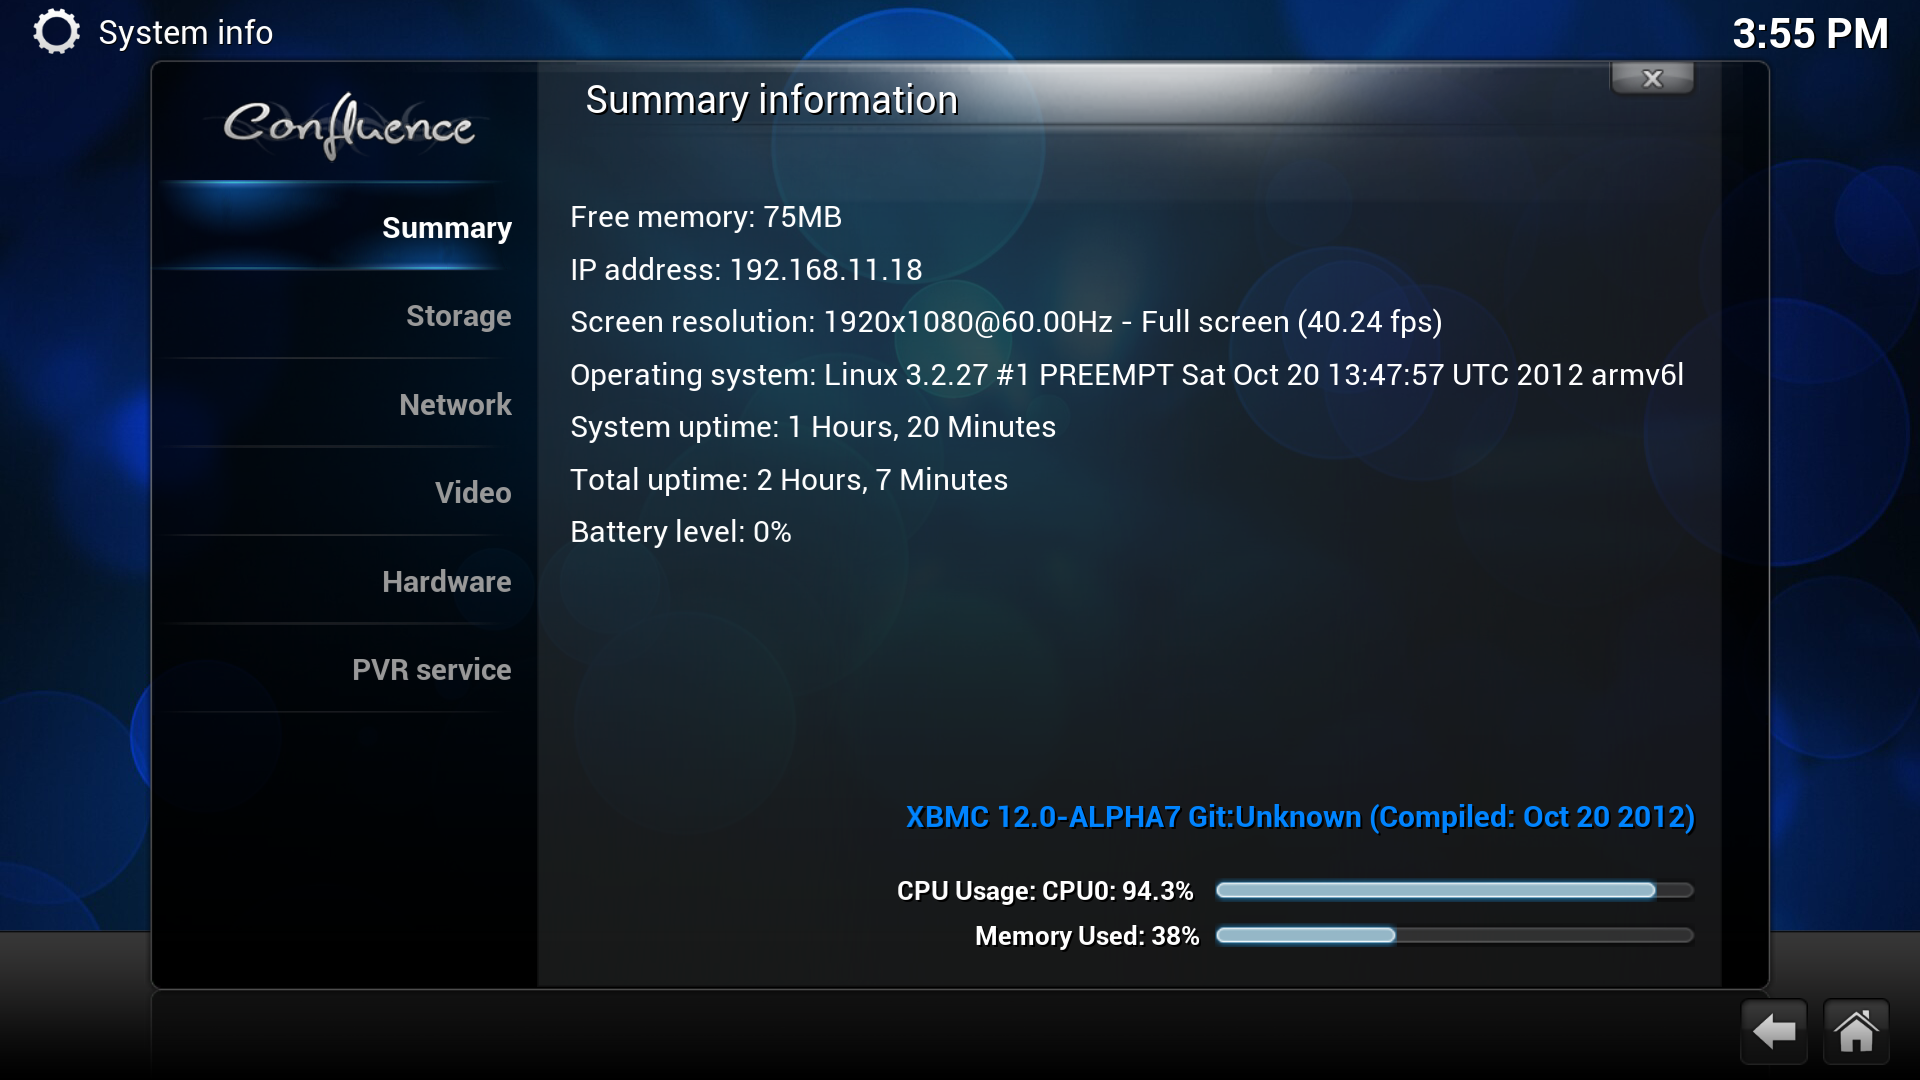 System info
3:55 PM
Confluence
Summary information
x
Summary
Storage
Network
Video
Hardware
PVR service
Free memory: 75MB
IP address: 192.168.11.18
Screen resolution: 1920x1080@60.00Hz - Full screen (40.24 fps)
Operating system: Linux 3.2.27 #1 PREEMPT Sat Oct 20 13:47:57 UTC 2012 armv6l
System uptime: 1 Hours, 20 Minutes
Total uptime: 2 Hours, 7 Minutes
Battery level: 0%
XBMC 12.0-ALPHA7 Git:Unknown (Compiled: Oct 20 2012)
CPU Usage: CPU0: 94.3%
Memory Used: 38%